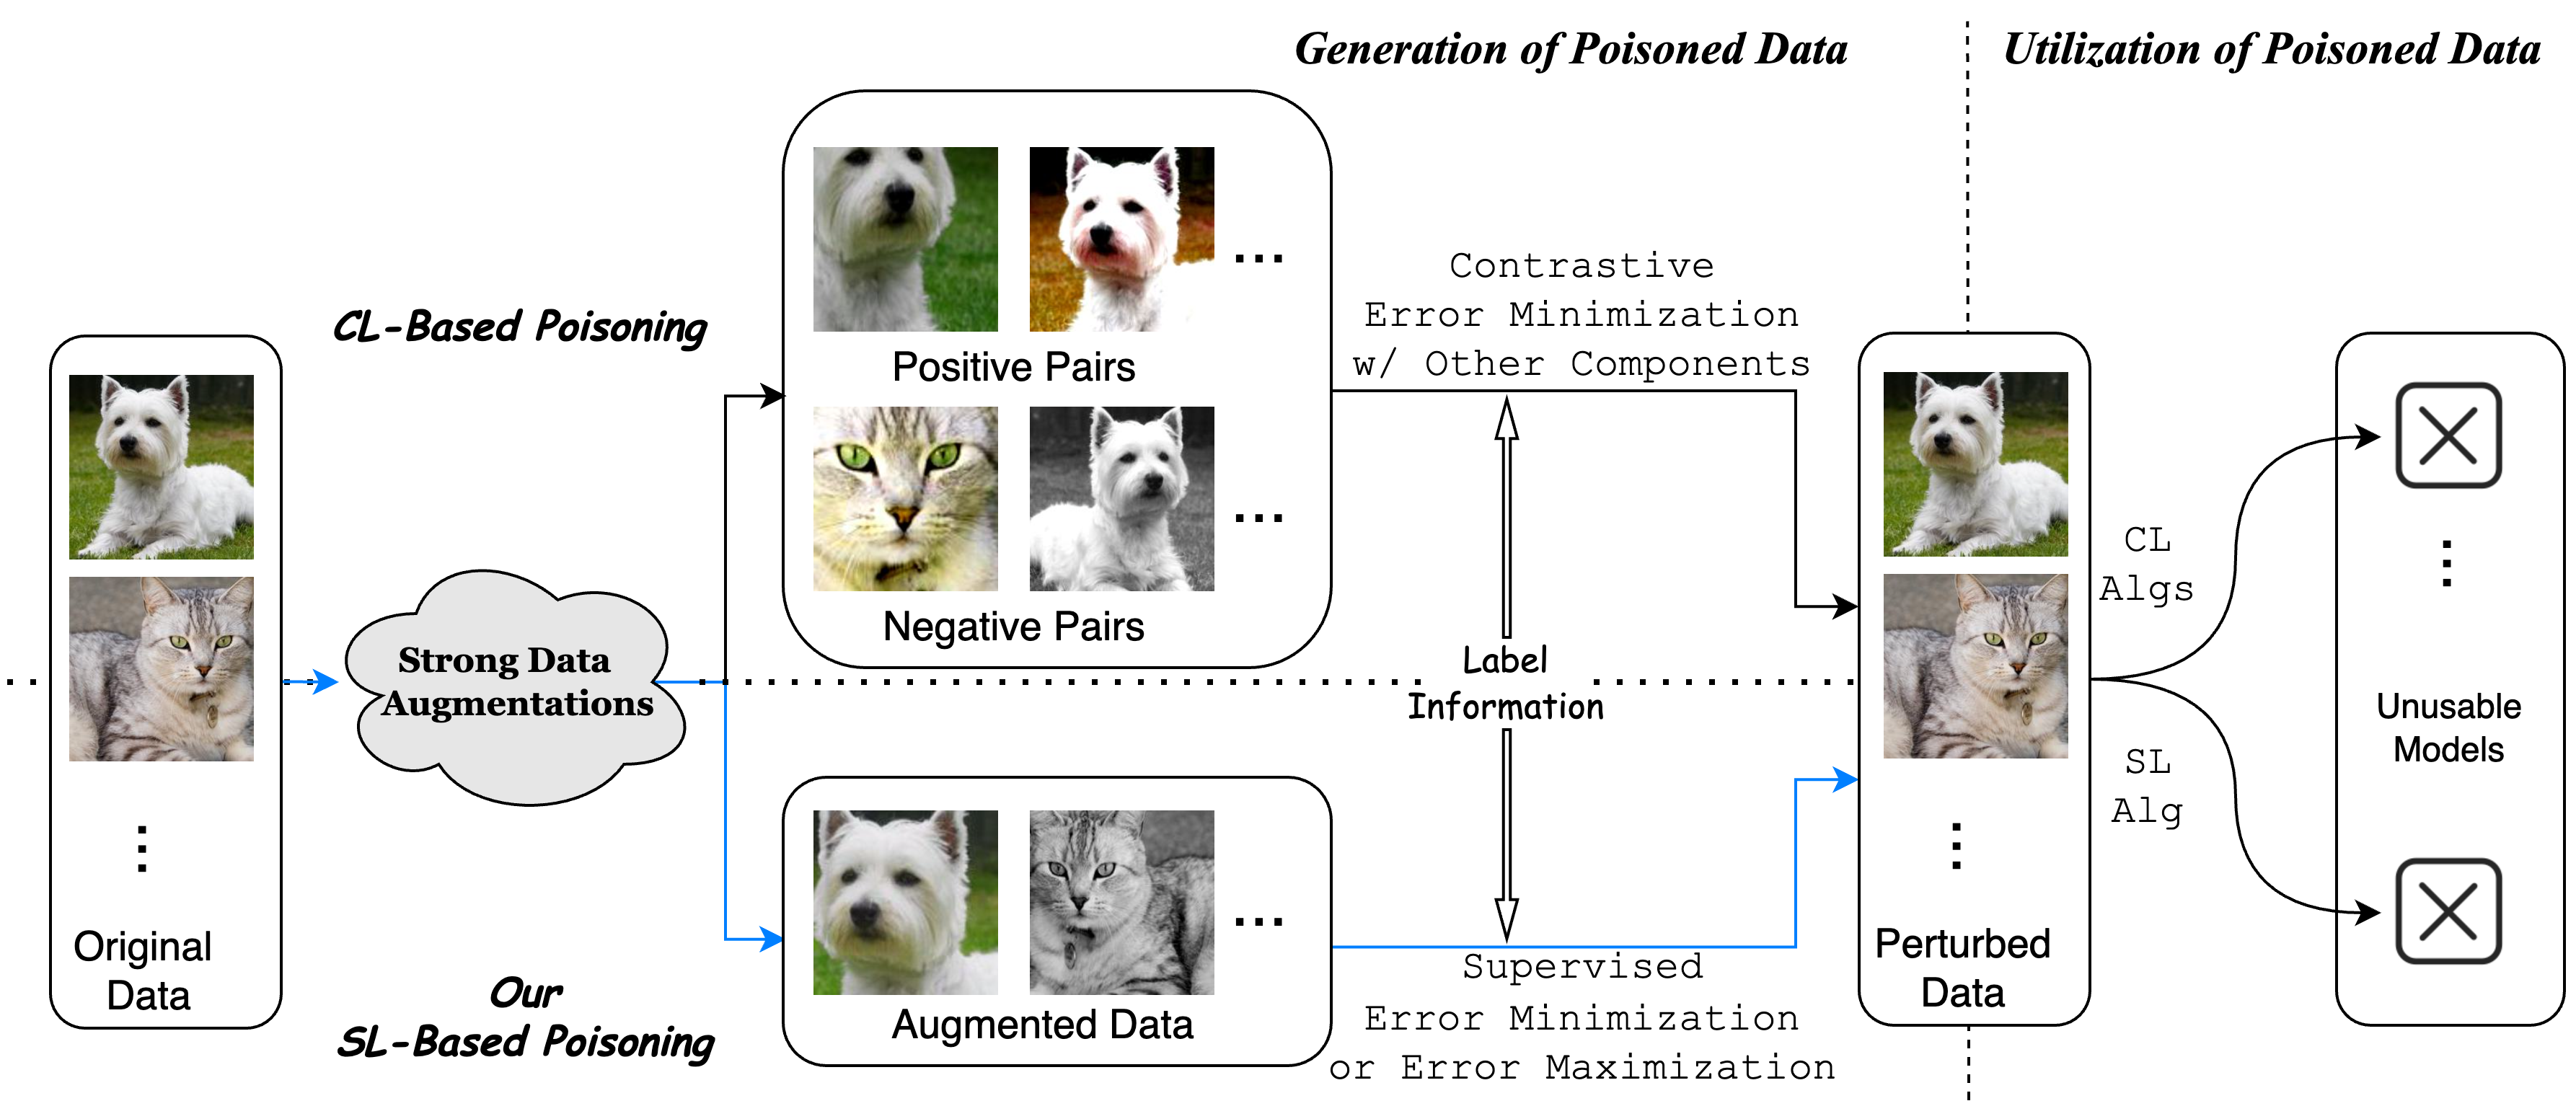 Generation of Poisoned Data
Utilization of Poisoned Data
CL-Based Poisoning
Positive Pairs
Negative Pairs
Contrastive
Error Minimization
w/ Other Components
Original
Data
Strong Data
Augmentations
Label
Information
CL
Algs
SL
Alg
Unusable
Models
Our
SL-Based Poisoning
Augmented Data
Supervised
Error Minimization
or Error Maximization
Perturbed
Data